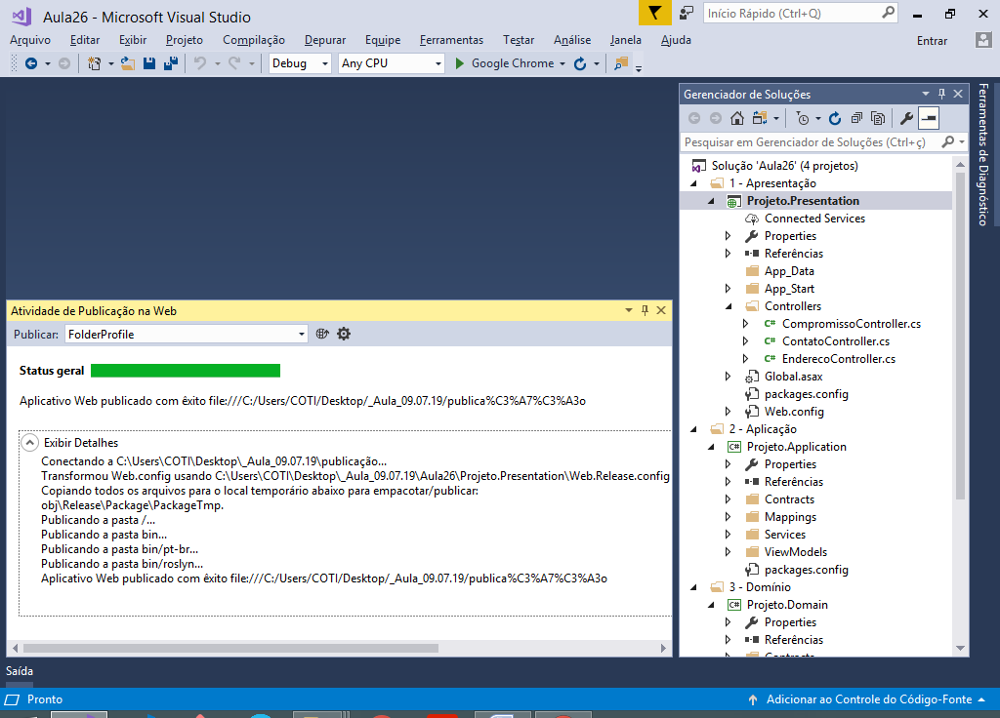 Aula26 - Microsoft Visual Studio
Início Rápido (Ctrl+Q)
Arquivo Editar Exibir Projeto Compilação Depurar Equipe Ferramentas Testar Análise Janela Ajuda
Entrar
Debug Any CPU Google Chrome
Gerenciador de Soluções
Ferramentas de Diagnóstico
Pesquisar em Gerenciador de Soluções (Ctrl+ç)
Solução 'Aula26' (4 projetos)
1 - Apresentação
Projeto.Presentation
Connected Services
Properties
Referências
App_Data
App_Start
Controllers
C# CompromissoController.cs
C# ContatoController.cs
C# EnderecoController.cs
Global.asax
packages.config
Web.config
2 - Aplicação
C# Projeto.Application
Properties
Referências
Contracts
Mappings
Services
ViewModels
packages.config
3 - Domínio
C# Projeto.Domain
Properties
Referências
Contracts
Atividade de Publicação na Web
Publicar: FolderProfile
Status geral
Aplicativo Web publicado com êxito file:///C:/Users/COTI/Desktop/_Aula_09.07.19/publica%C3%A7%C3%A3o
Exibir Detalhes
Conectando a C:\Users\COTI\Desktop\_Aula_09.07.19\publicação...
Transformou Web.config usando C:\Users\COTI\Desktop\_Aula_09.07.19\Aula26\Projeto.Presentation\Web.Release.config
Copiando todos os arquivos para o local temporário abaixo para empacotar/publicar:
obj\Release\Package\PackageTmp.
Publicando a pasta /...
Publicando a pasta bin...
Publicando a pasta bin/pt-br...
Publicando a pasta bin/roslyn...
Aplicativo Web publicado com êxito file:///C:/Users/COTI/Desktop/_Aula_09.07.19/publica%C3%A7%C3%A3o
Saída
Pronto
Adicionar ao Controle do Código-Fonte